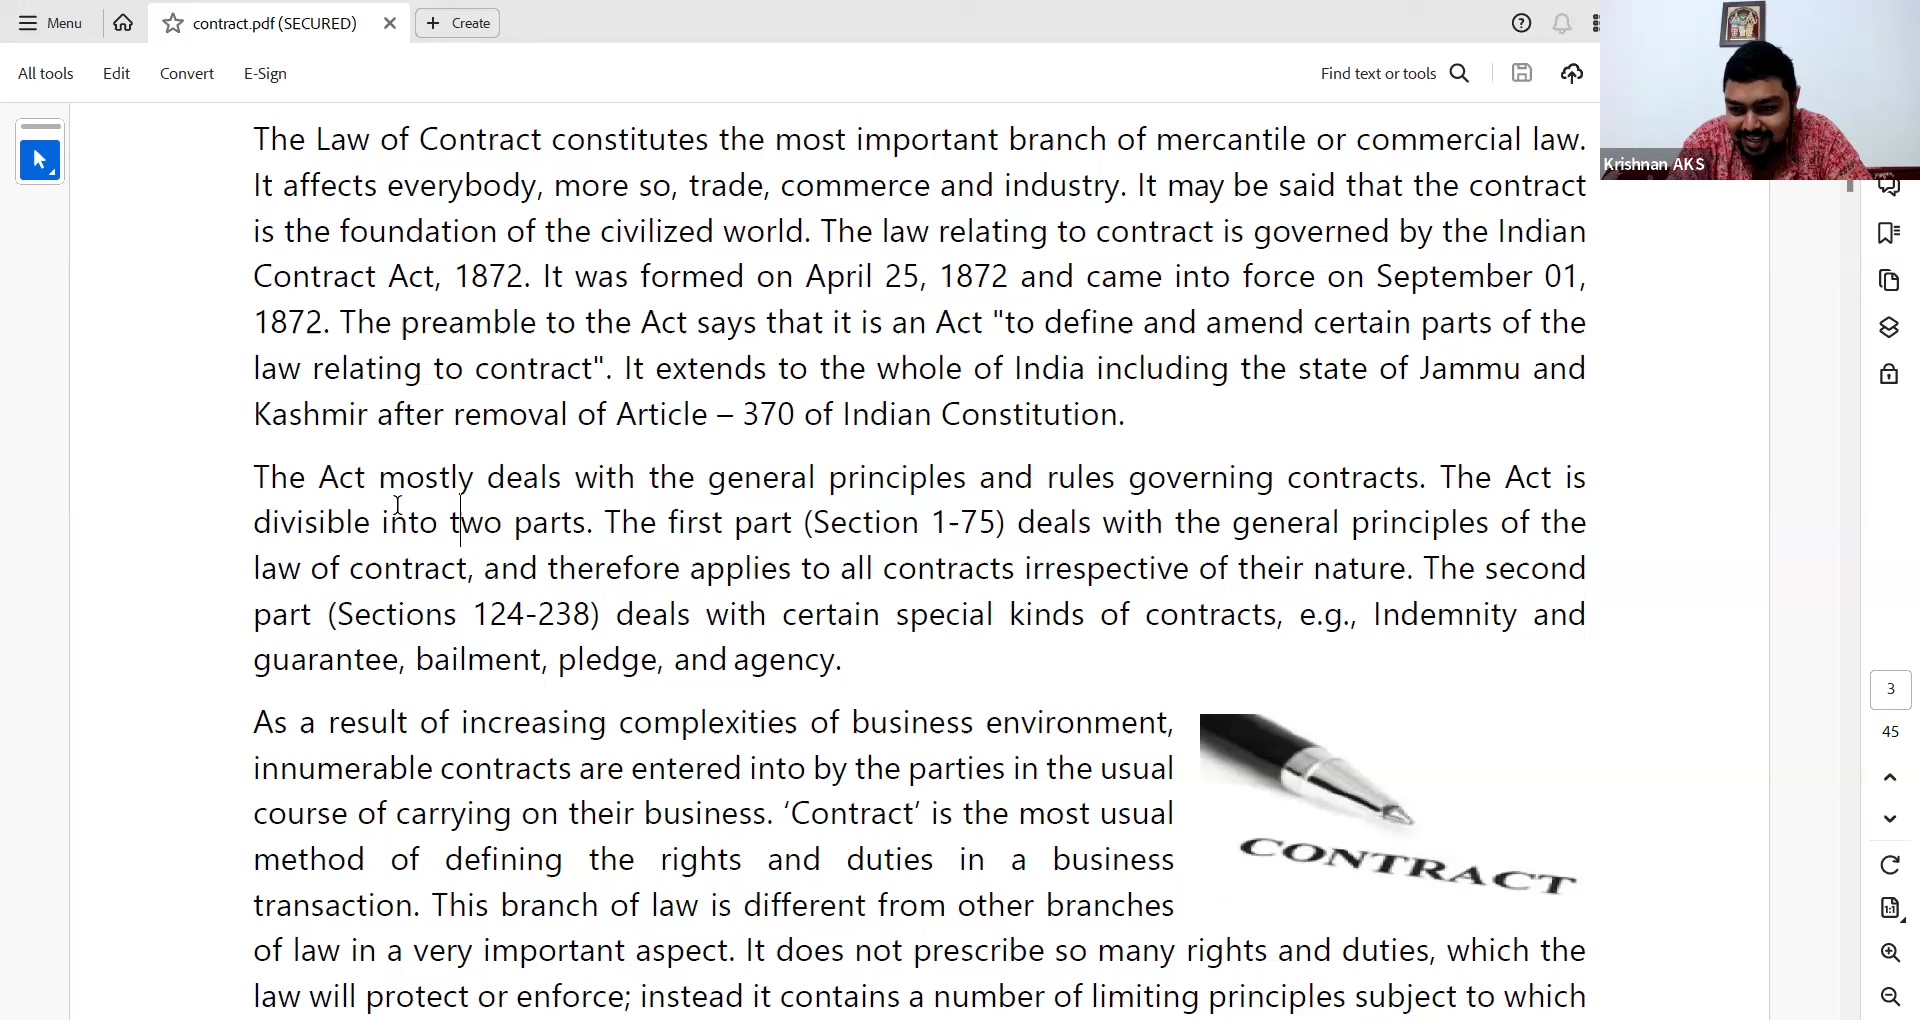 Menu
contract.pdf (SECURED)
Create
All tools
Edit
Convert
E-Sign
Find text or tools
Krishnan AKS
The Law of Contract constitutes the most important branch of mercantile or commercial law.
It affects everybody, more so, trade, commerce and industry. It may be said that the contract
is the foundation of the civilized world. The law relating to contract is governed by the Indian
Contract Act, 1872. It was formed on April 25, 1872 and came into force on September 01,
1872. The preamble to the Act says that it is an Act "to define and amend certain parts of the
law relating to contract". It extends to the whole of India including the state of Jammu and
Kashmir after removal of Article – 370 of Indian Constitution.
The Act mostly deals with the general principles and rules governing contracts. The Act is
divisible into two parts. The first part (Section 1-75) deals with the general principles of the
law of contract, and therefore applies to all contracts irrespective of their nature. The second
part (Sections 124-238) deals with certain special kinds of contracts, e.g., Indemnity and
guarantee, bailment, pledge, and agency.
As a result of increasing complexities of business environment,
innumerable contracts are entered into by the parties in the usual
course of carrying on their business. ‘Contract’ is the most usual
method of defining the rights and duties in a business
transaction. This branch of law is different from other branches
of law in a very important aspect. It does not prescribe so many rights and duties, which the
law will protect or enforce; instead it contains a number of limiting principles subject to which
CONTRACT
3
45
1:1